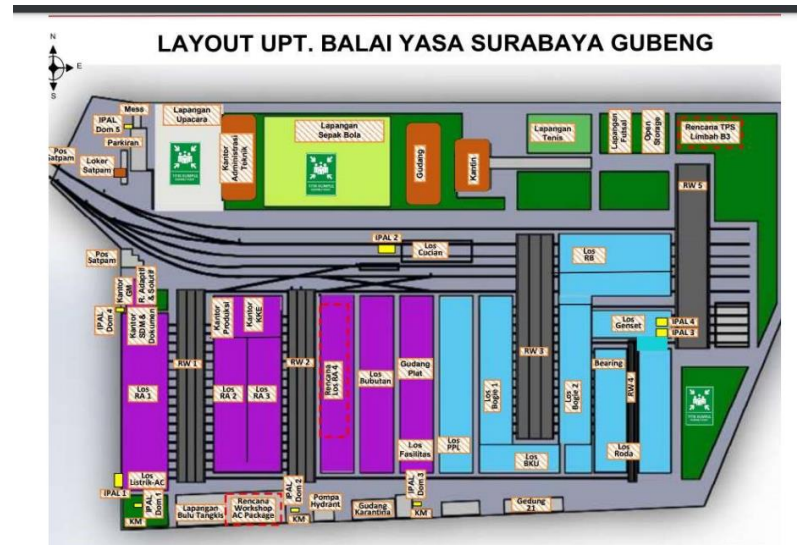 LAYOUT UPT. BALAI YASA SURABAYA GUBENG
N
E
S
Mess
IPAL
Dom 5
Parkiran
Pos
Satpam
Loker
Satpam
Lapangan
Upacara
Kantor
Administrasi
Teknik
Lapangan
Sepak Bola
Gudang
Kantin
Lapangan
Tenis
Lapangan
Futsal
Open
Storage
Rencana TPS
Limbah B3
RW 5
IPAL 2
Los
Cucian
Los
RB
Pos
Satpam
Kantor
GM
R. Adaptif
& Solutif
IPAL
Dom 4
Kantor
SDM &
Dokumen
Kantor
Produksi
Kantor
KKE
Los
Genset
IPAL 4
IPAL 3
RW 1
RW 2
RW 3
RW 4
Los
RA 1
Los
RA 2
Los
RA 3
Rencana
Los RA 4
Los
Bubutan
Gudang
Plat
Los
Bogie 1
Los
Bogie 2
Bearing
Los
Fasilitas
Los
PPL
Los
BKU
Los
Roda
Los
Listrik-AC
IPAL 1
IPAL
Dom 1
KM
Lapangan
Bulu Tangkis
Rencana
Workshop
AC Package
IPAL
Dom 2
KM
Pompa
Hydrant
Gudang
Karantina
IPAL
Dom 3
KM
Gedung
21